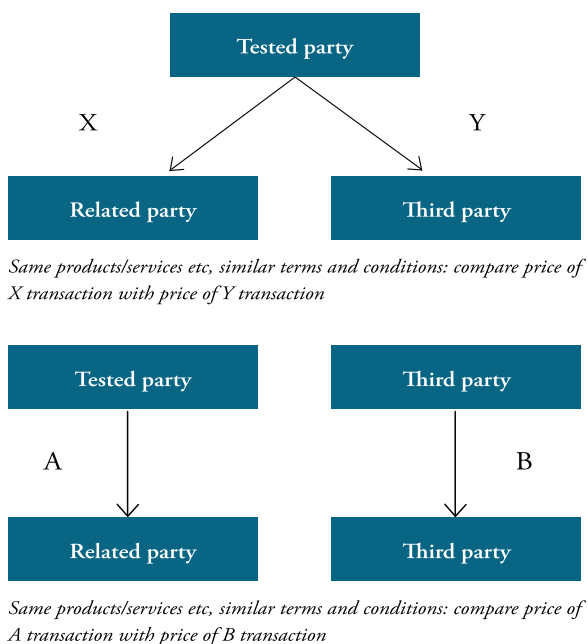 Tested party
X
Y
Related party
Third party
Same products/services etc, similar terms and conditions: compare price of
X transaction with price of Y transaction
Tested party
Third party
A
B
Related party
Third party
Same products/services etc, similar terms and conditions: compare price of
A transaction with price of B transaction